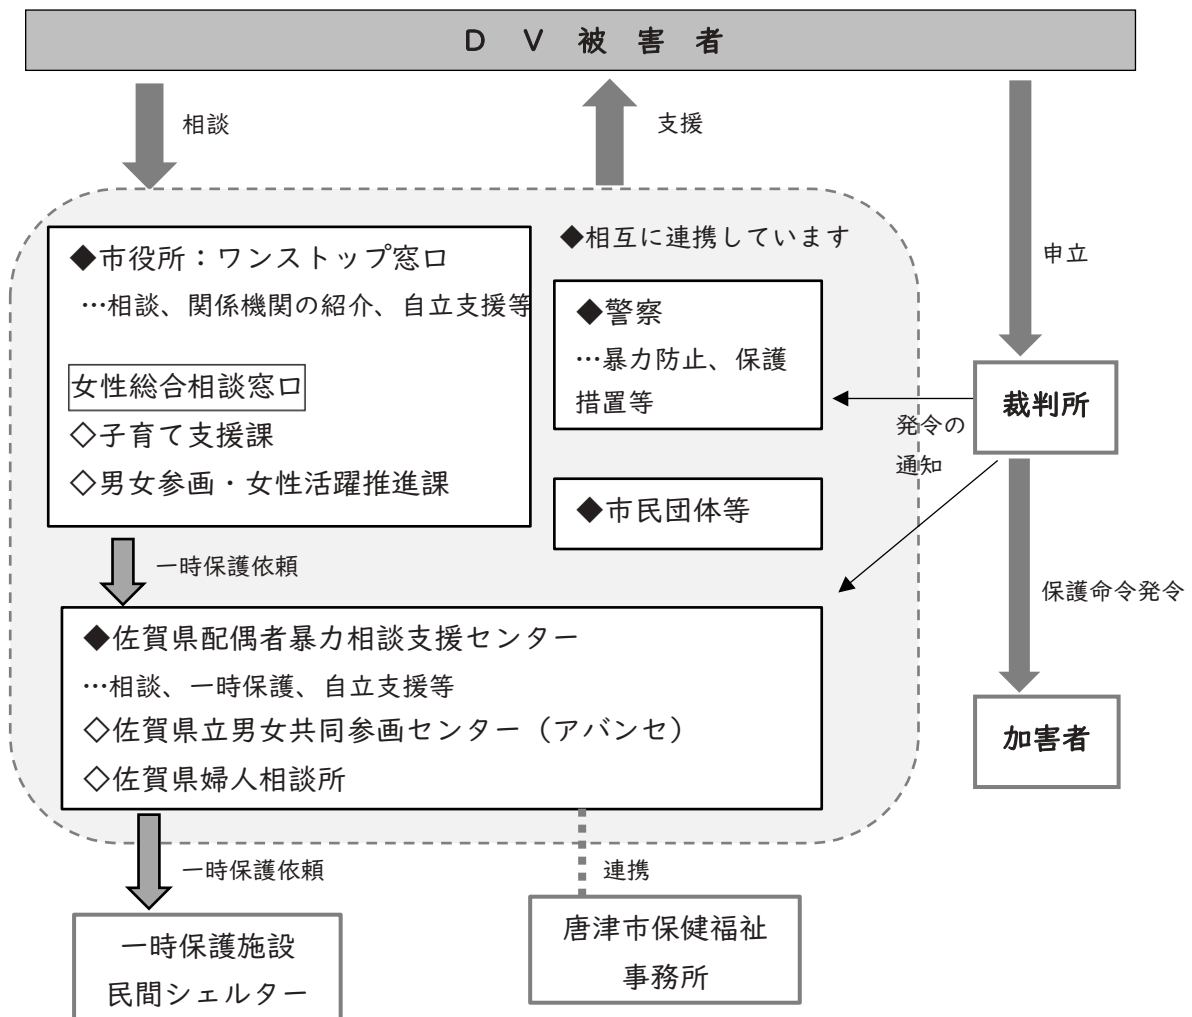 DV被害者
相談
支援
申立
◆市役所：ワンストップ窓口
…相談、関係機関の紹介、自立支援等
女性総合相談窓口
◇子育て支援課
◇男女参画・女性活躍推進課
◆相互に連携しています
◆警察
…暴力防止、保護
措置等
◆市民団体等
裁判所
発令の
通知
一時保護依頼
保護命令発令
◆佐賀県配偶者暴力相談支援センター
…相談、一時保護、自立支援等
◇佐賀県立男女共同参画センター（アバンセ）
◇佐賀県婦人相談所
加害者
一時保護依頼
連携
一時保護施設
民間シェルター
唐津市保健福祉
事務所